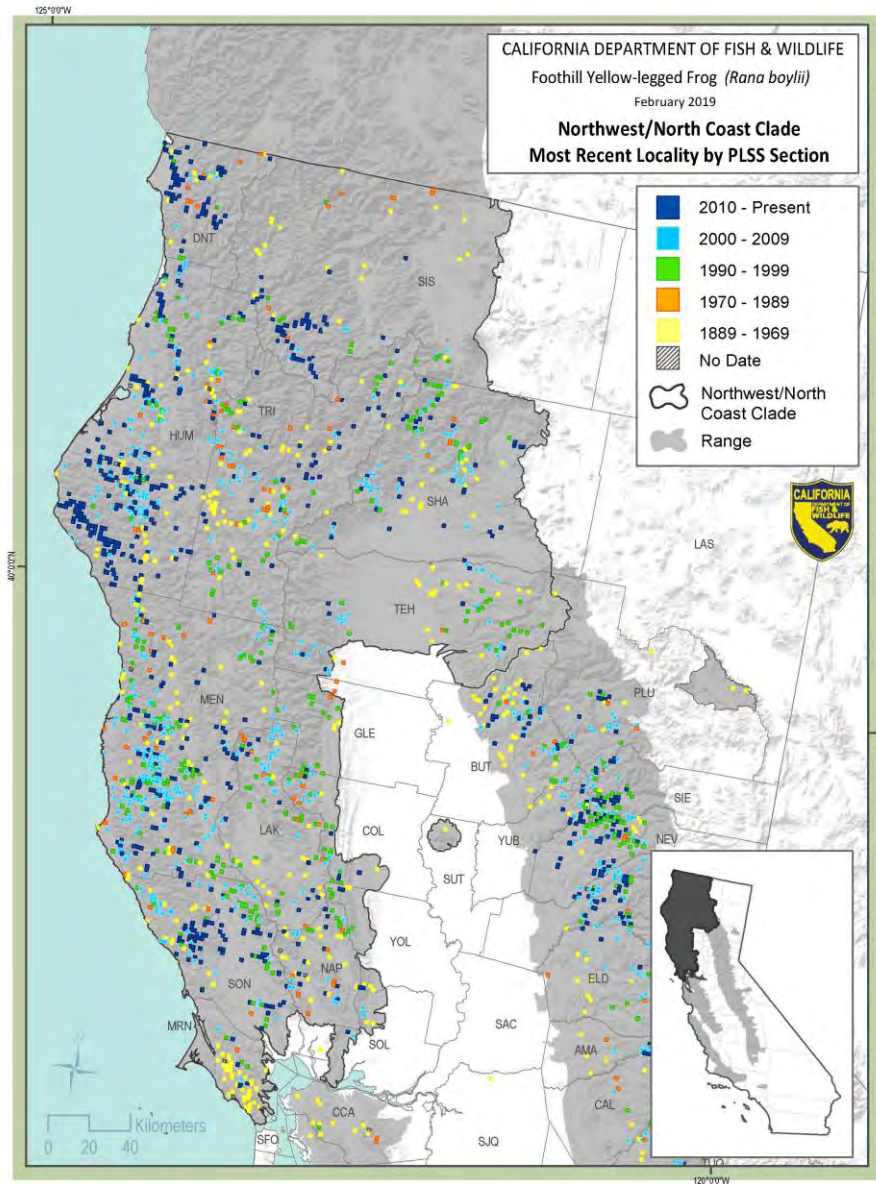 125°0'0"W
CALIFORNIA DEPARTMENT OF FISH & WILDLIFE
Foothill Yellow-legged Frog (Rana boylii)
February 2019
Northwest/North Coast Clade
Most Recent Locality by PLSS Section
2010 - Present
2000 - 2009
1990 - 1999
1970 - 1989
1889 - 1969
No Date
Northwest/North
Coast Clade
Range
CALIFORNIA
DEPARTMENT OF
FISH &
WILDLIFE
DNT
SIS
TRI
HUM
SHA
LAS
40°0'0"N
TEH
MEN
PLU
GLE
BUT
SIE
LAK
COL
YUB
NEV
SUT
YOL
NAP
SON
ELD
SAC
MRN
SOL
AMA
CAL
CCA
SFO
SJQ
TUO
Kilometers
0 20 40
120°0'0"W